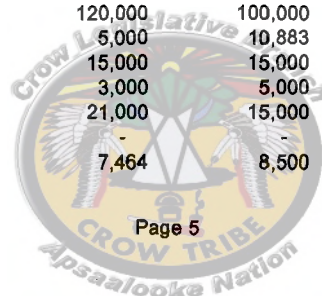 120,000 100,000
5,000 10,883
15,000 15,000
3,000 5,000
21,000 15,000
- -
7,464 8,500
Page 5
Crow Legislative Branch
CROW TRIBE
Apsaalooke Nation